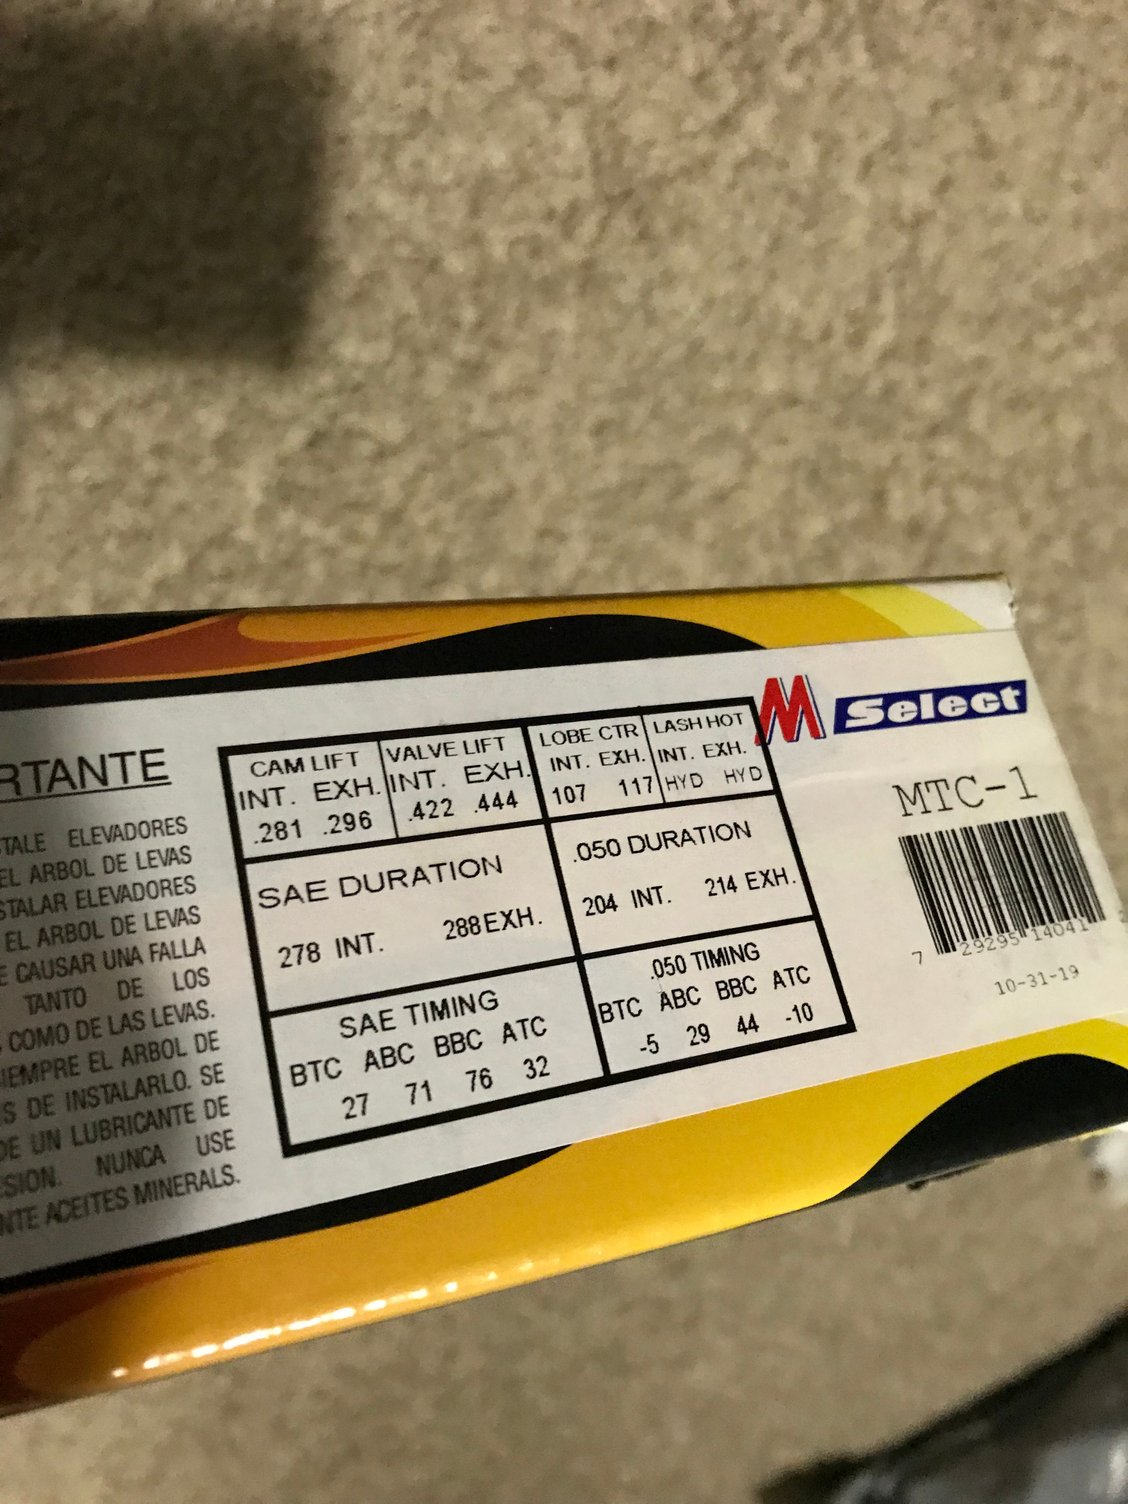 RTANTE
TALE ELEVADORES
EL ARBOL DE LEVAS
STALAR ELEVADORES
EL ARBOL DE LEVAS
E CAUSAR UNA FALLA
TANTO DE LOS
COMO DE LAS LEVAS.
SIEMPRE EL ARBOL DE
S DE INSTALARLO. SE
DE UN LUBRICANTE DE
SION. NUNCA USE
NTE ACEITES MINERALS.
CAM LIFT VALVE LIFT LOBE CTR LASH HOT
INT. EXH. INT. EXH. INT. EXH. INT. EXH.
.281 .296 .422 .444 107 117 HYD HYD
SAE DURATION .050 DURATION
278 INT. 288 EXH. 204 INT. 214 EXH.
SAE TIMING .050 TIMING
BTC ABC BBC ATC BTC ABC BBC ATC
27 71 76 32 -5 29 44 -10
M Select
MTC-1
7 29295 14041
10-31-19